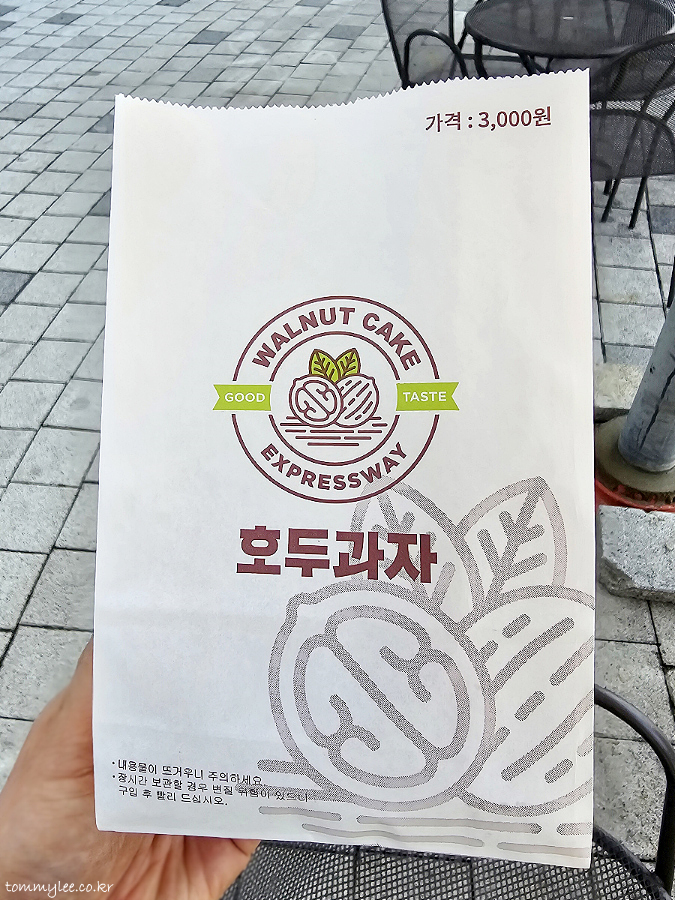 가격 : 3,000원
WALNUT CAKE
GOOD TASTE
EXPRESSWAY
호두과자
· 내용물이 뜨거우니 주의하세요.
· 장시간 보관할 경우 변질 위험이 있으니
구입 후 빨리 드십시오.
tommylee.co.kr